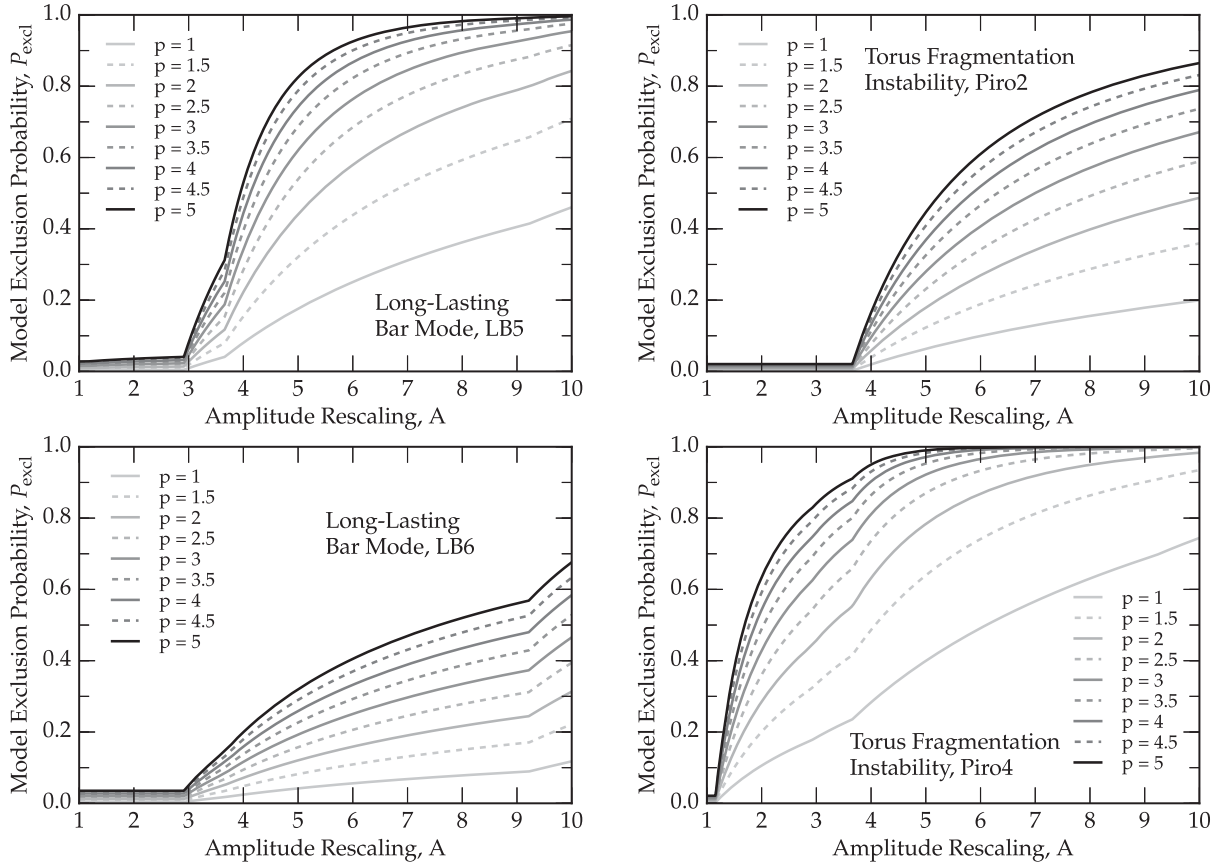 Model Exclusion Probability, P_excl
1.0
0.8
0.6
0.4
0.2
0.0
p = 1
p = 1.5
p = 2
p = 2.5
p = 3
p = 3.5
p = 4
p = 4.5
p = 5
Long-Lasting
Bar Mode, LB5
1 2 3 4 5 6 7 8 9 10
Amplitude Rescaling, A
Model Exclusion Probability, P_excl
1.0
0.8
0.6
0.4
0.2
0.0
p = 1
p = 1.5
p = 2
p = 2.5
p = 3
p = 3.5
p = 4
p = 4.5
p = 5
Torus Fragmentation
Instability, Piro2
1 2 3 4 5 6 7 8 9 10
Amplitude Rescaling, A
Model Exclusion Probability, P_excl
1.0
0.8
0.6
0.4
0.2
0.0
p = 1
p = 1.5
p = 2
p = 2.5
p = 3
p = 3.5
p = 4
p = 4.5
p = 5
Long-Lasting
Bar Mode, LB6
1 2 3 4 5 6 7 8 9 10
Amplitude Rescaling, A
Model Exclusion Probability, P_excl
1.0
0.8
0.6
0.4
0.2
0.0
p = 1
p = 1.5
p = 2
p = 2.5
p = 3
p = 3.5
p = 4
p = 4.5
p = 5
Torus Fragmentation
Instability, Piro4
1 2 3 4 5 6 7 8 9 10
Amplitude Rescaling, A